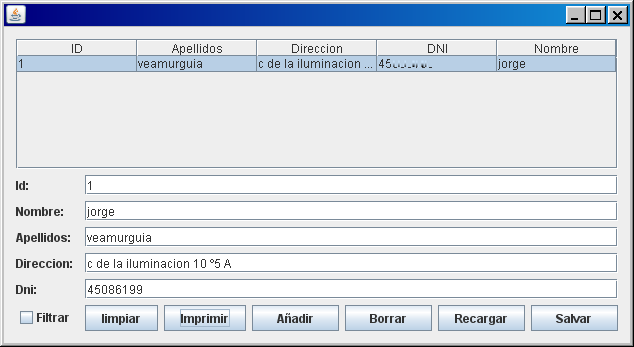 ID Apellidos Direccion DNI Nombre
1 veamurguia c de la iluminacion ... 45 jorge
Id: 1
Nombre: jorge
Apellidos: veamurguia
Direccion: c de la iluminacion 10 º5 A
Dni: 45086199
Filtrar limpiar Imprimir Añadir Borrar Recargar Salvar